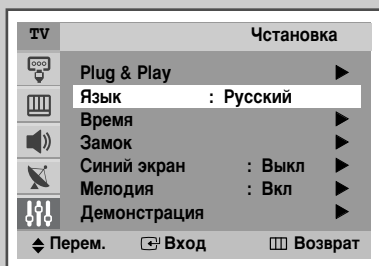 TV Чстановка
Plug & Play
Язык : Русский
Время
Замок
Синий экран : Выкл
Мелодия : Вкл
Демонстрация
Перем. Вход Возврат